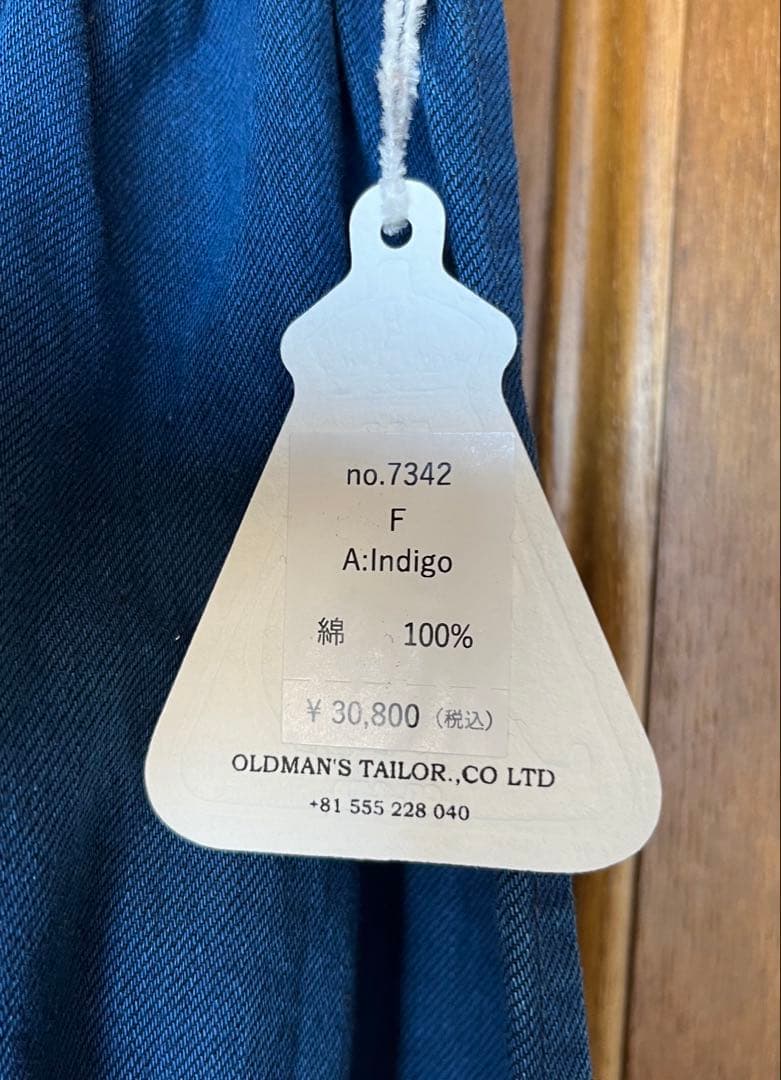 no.7342
F
A:Indigo
綿 100%
¥ 30,800 (税込)
OLDMAN'S TAILOR.,CO LTD
+81 555 228 040